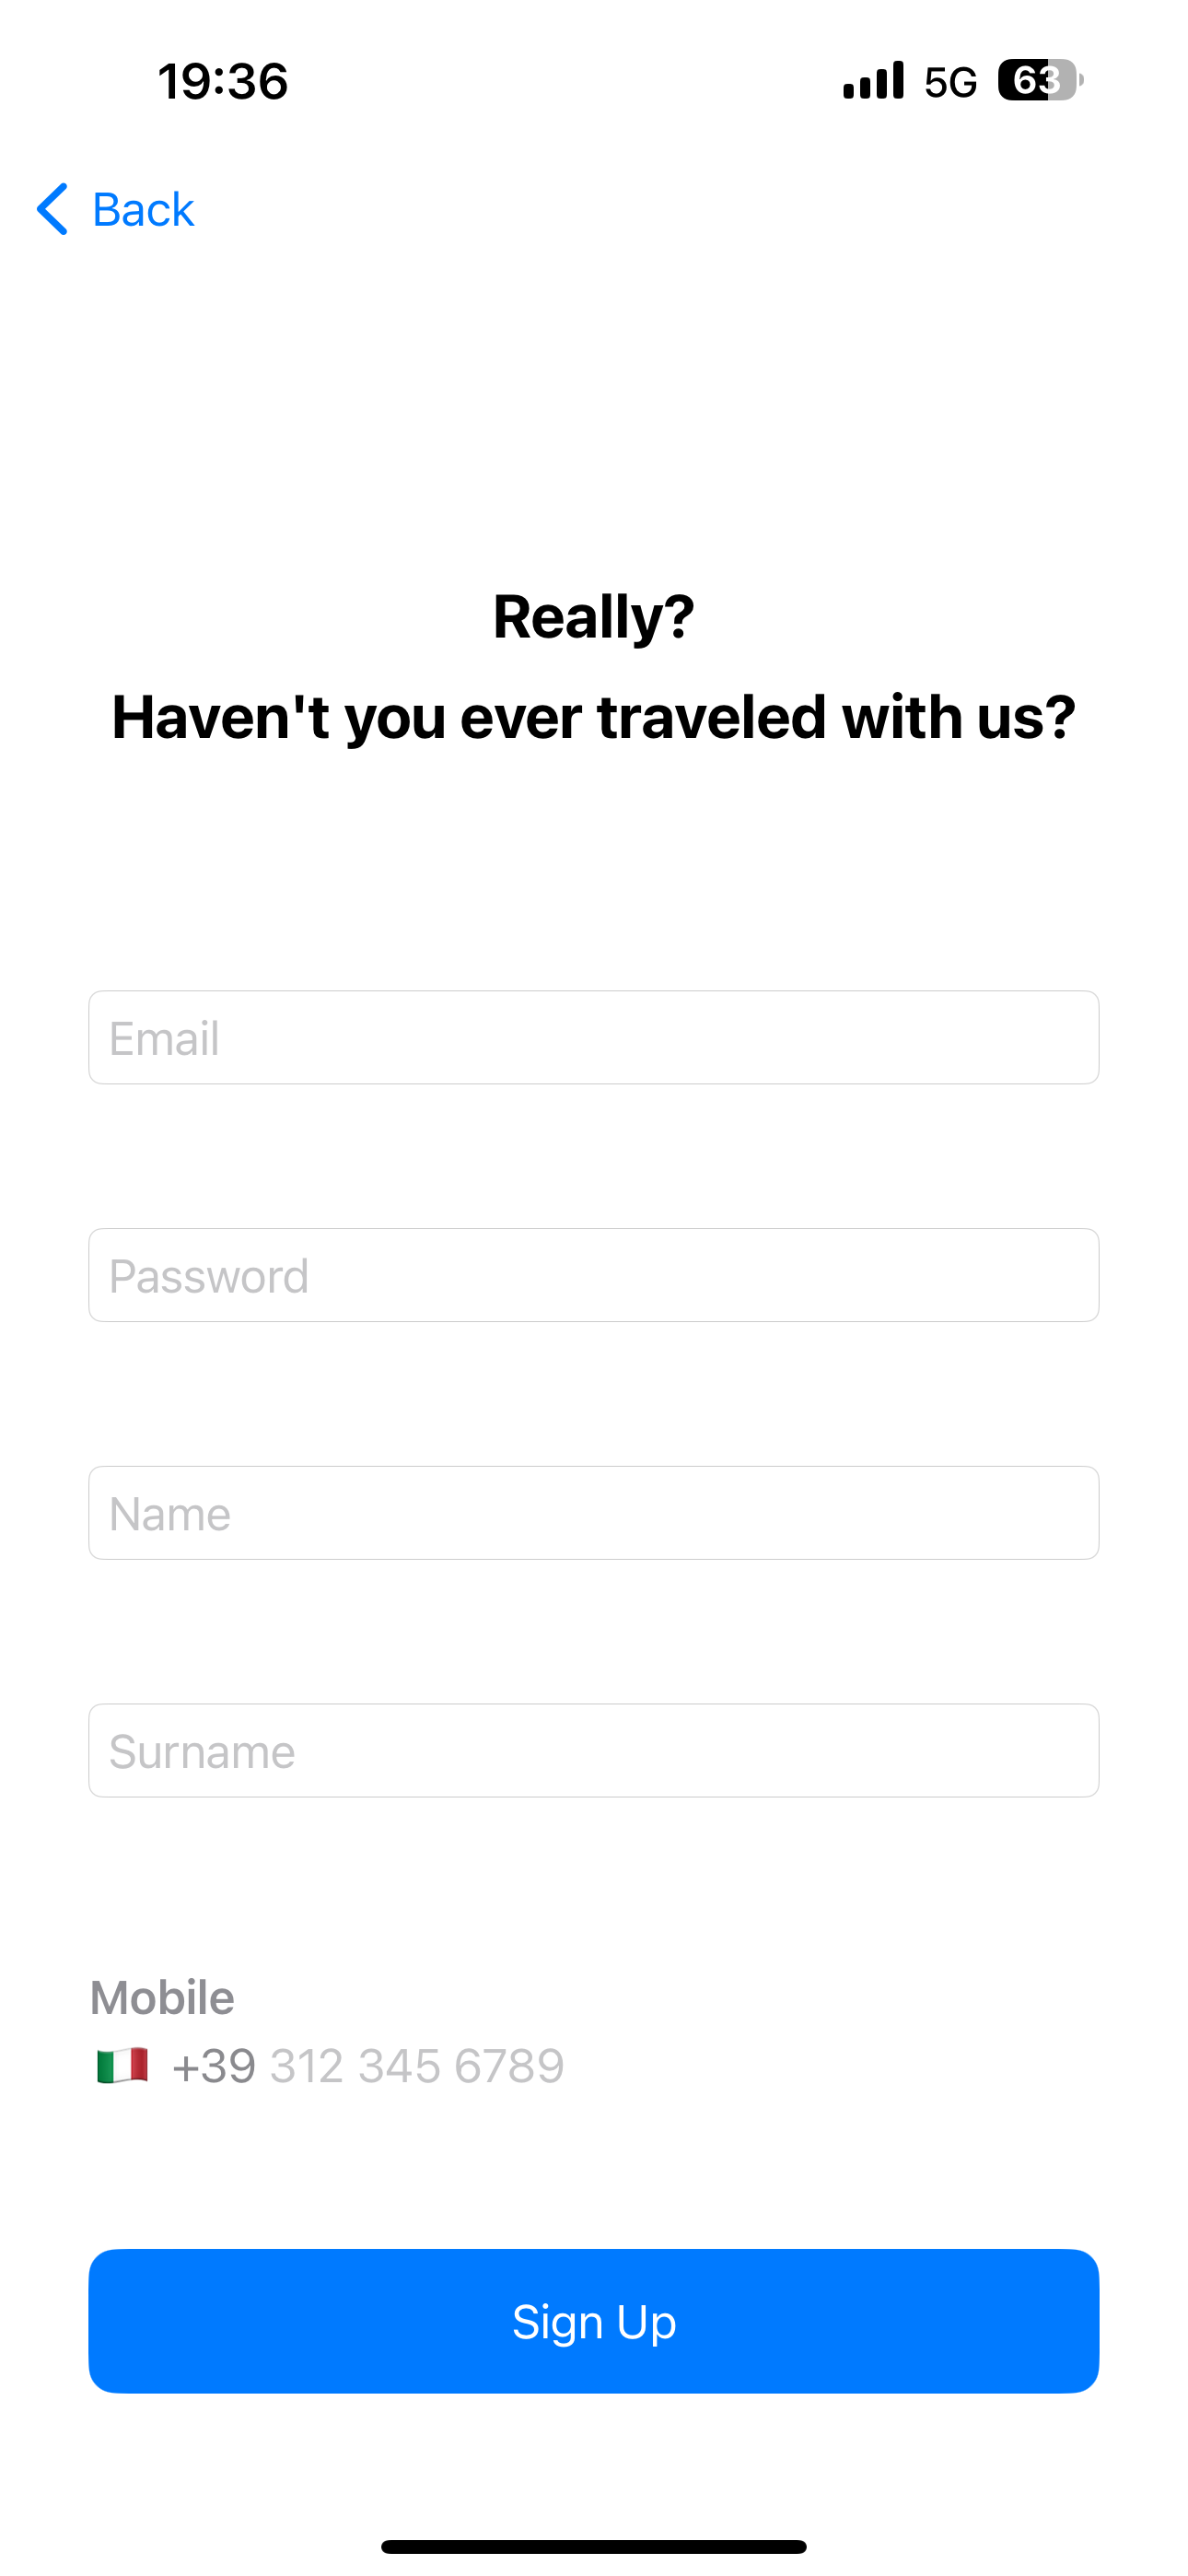 19:36
5G 63
Back
Really?
Haven't you ever traveled with us?
Email
Password
Name
Surname
Mobile
+39 312 345 6789
Sign Up